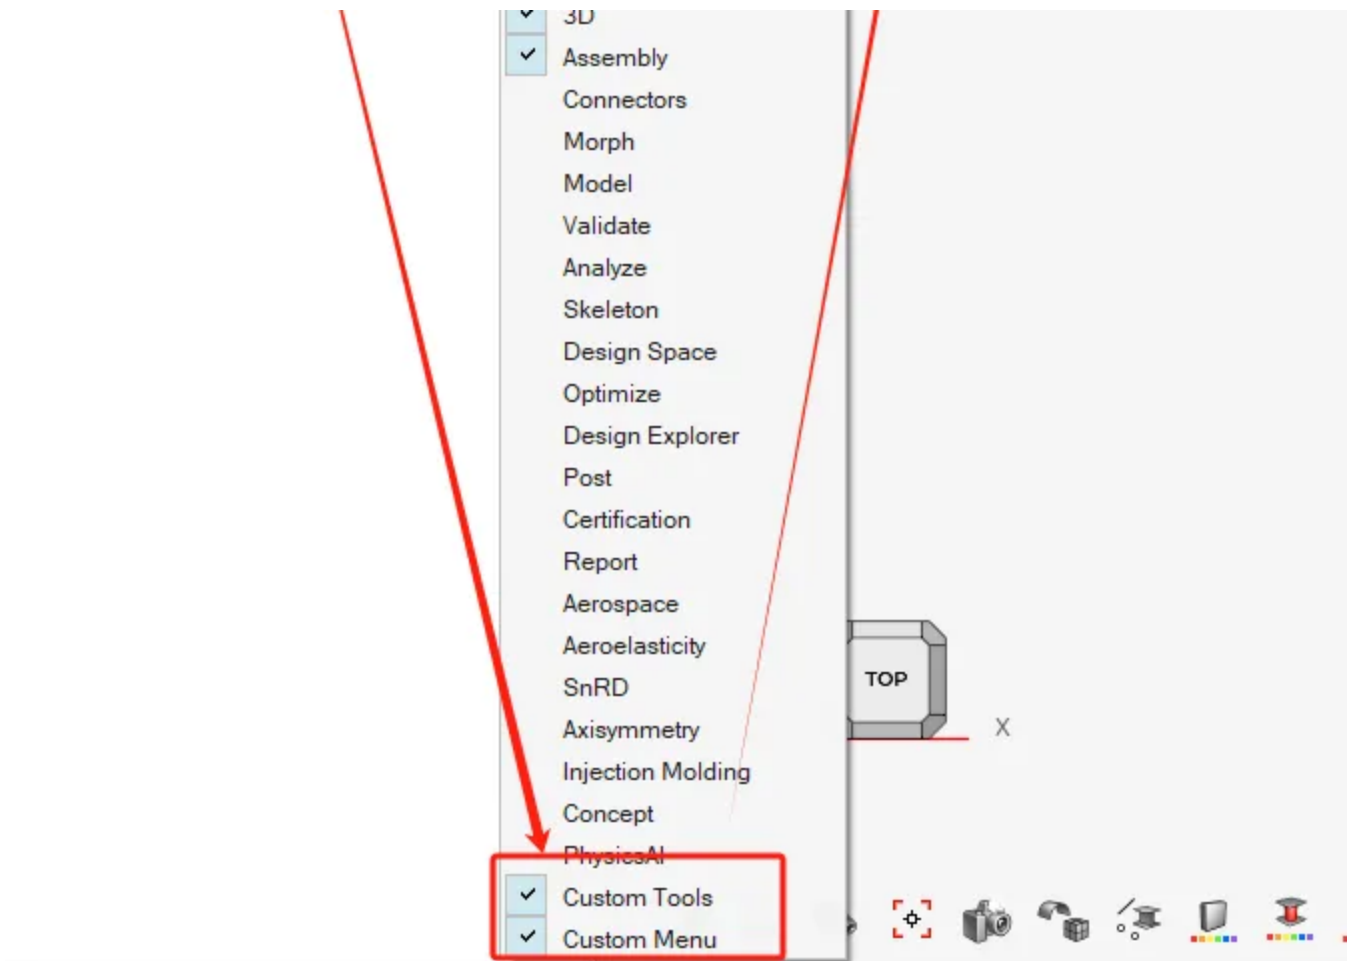 3D
Assembly
Connectors
Morph
Model
Validate
Analyze
Skeleton
Design Space
Optimize
Design Explorer
Post
Certification
Report
Aerospace
Aeroelasticity
SnRD
Axisymmetry
Injection Molding
Concept
PhysicsAI
Custom Tools
Custom Menu
TOP
X